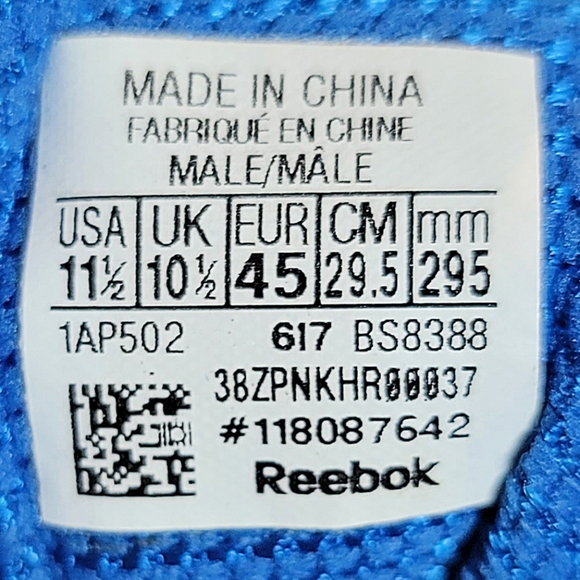 MADE IN CHINA
FABRIQUÉ EN CHINE
MALE/MÂLE
USA UK EUR CM mm
11½ 10½ 45 29.5 295
1AP502 617 BS8388
38ZPNKHR00037
#118087642
Reebok